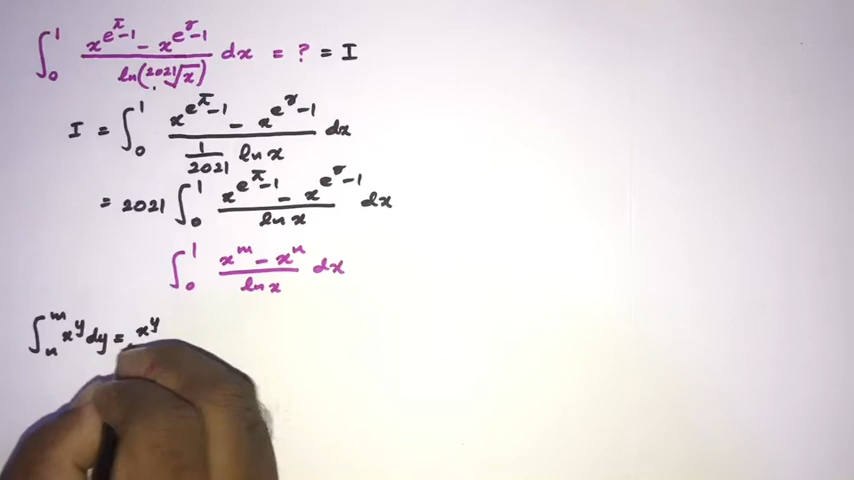 ∫₀¹ (x^(e^π−1) − x^(e^γ−1)) / ln(²⁰²¹√x) dx = ? = I
I = ∫₀¹ (x^(e^π−1) − x^(e^γ−1)) / ((1/2021) ln x) dx
= 2021 ∫₀¹ (x^(e^π−1) − x^(e^γ−1)) / ln x dx
∫₀¹ (x^m − x^n) / ln x dx
∫ₙᵐ x^y dy = x^y